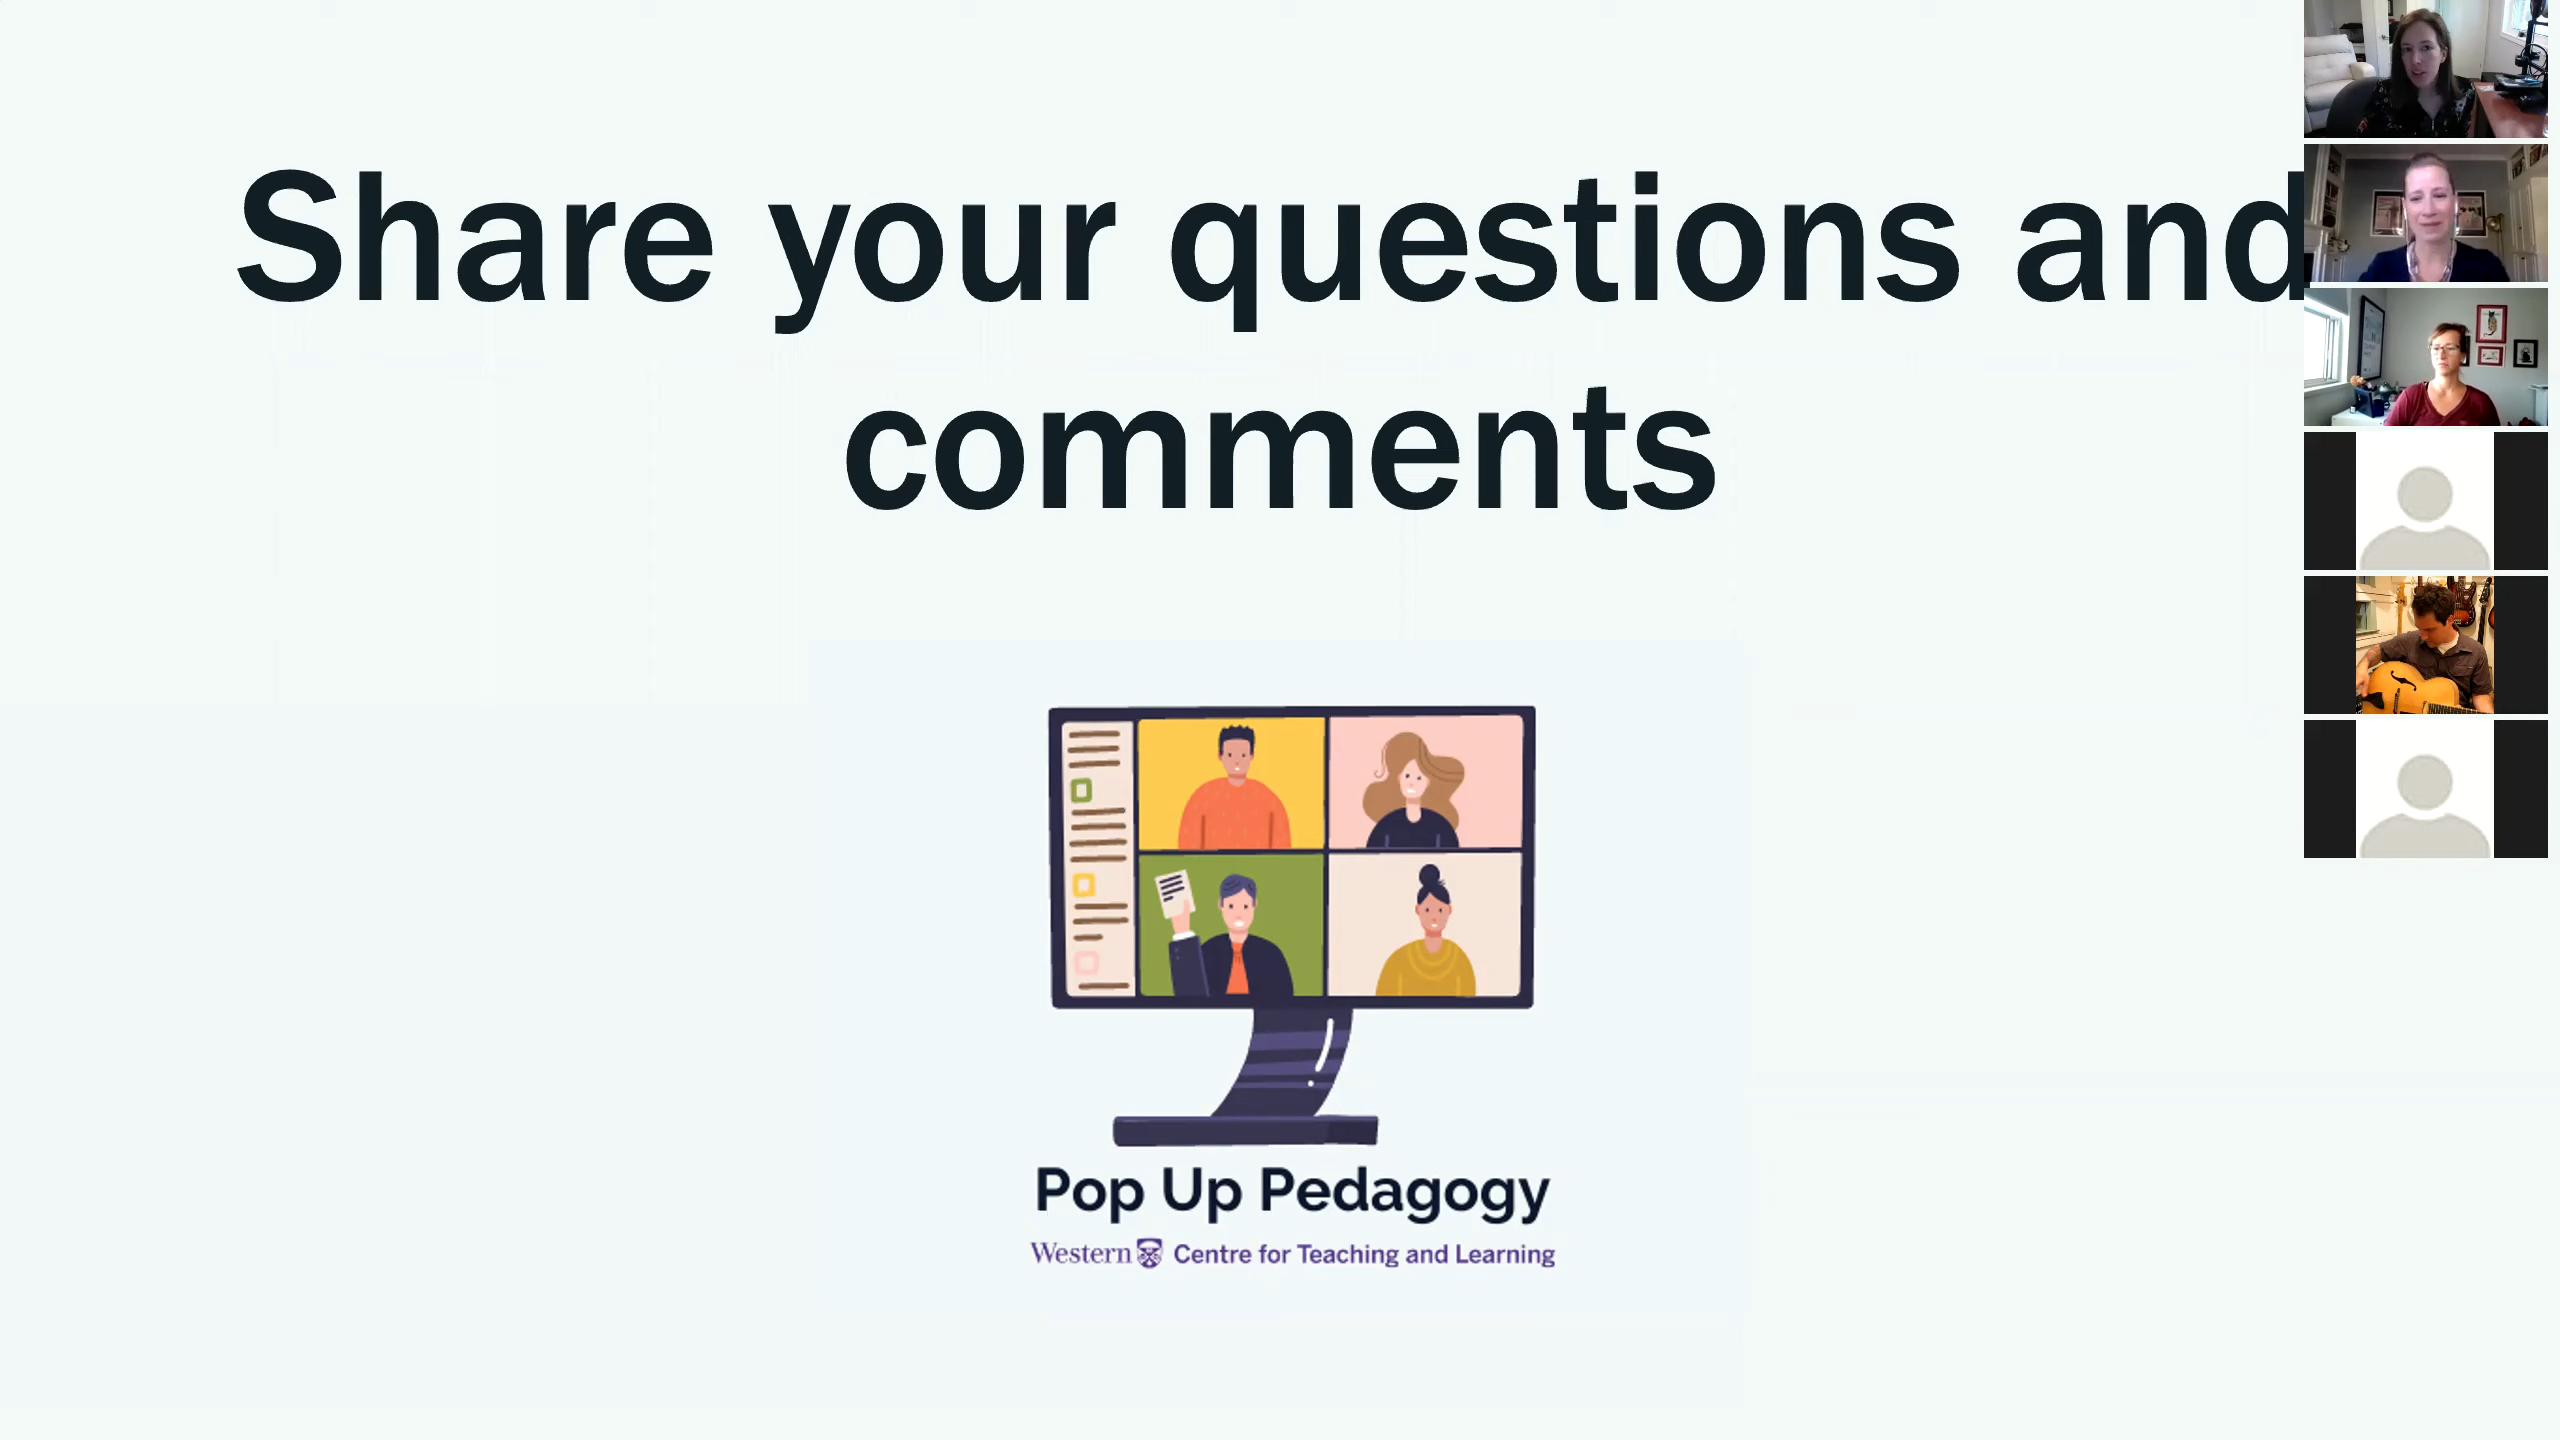 Share your questions and
comments
Pop Up Pedagogy
Western Centre for Teaching and Learning